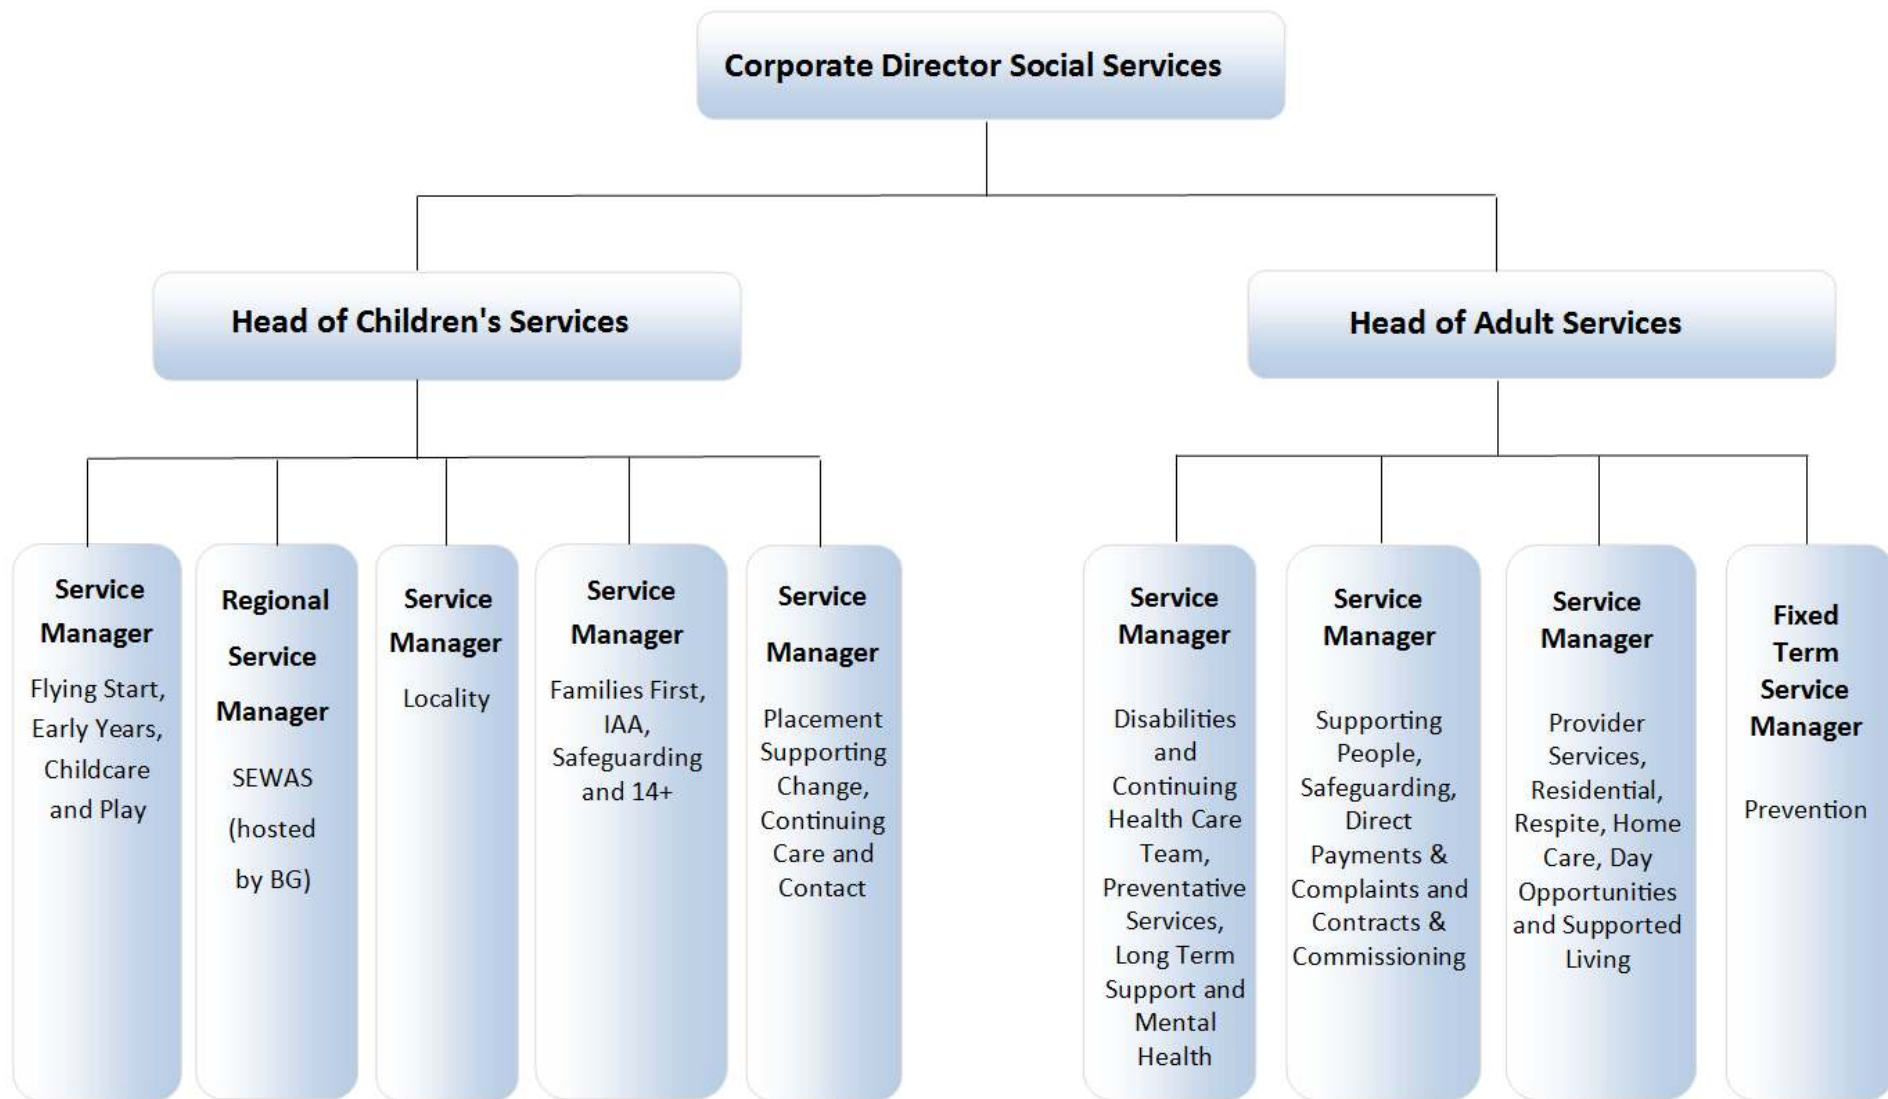 Corporate Director Social Services
Head of Children's Services
Head of Adult Services
Service
Manager
Flying Start,
Early Years,
Childcare
and Play
Regional
Service
Manager
SEWAS
(hosted
by BG)
Service
Manager
Locality
Service
Manager
Families First,
IAA,
Safeguarding
and 14+
Service
Manager
Placement
Supporting
Change,
Continuing
Care and
Contact
Service
Manager
Disabilities
and
Continuing
Health Care
Team,
Preventative
Services,
Long Term
Support and
Mental
Health
Service
Manager
Supporting
People,
Safeguarding,
Direct
Payments &
Complaints and
Contracts &
Commissioning
Service
Manager
Provider
Services,
Residential,
Respite, Home
Care, Day
Opportunities
and Supported
Living
Fixed
Term
Service
Manager
Prevention